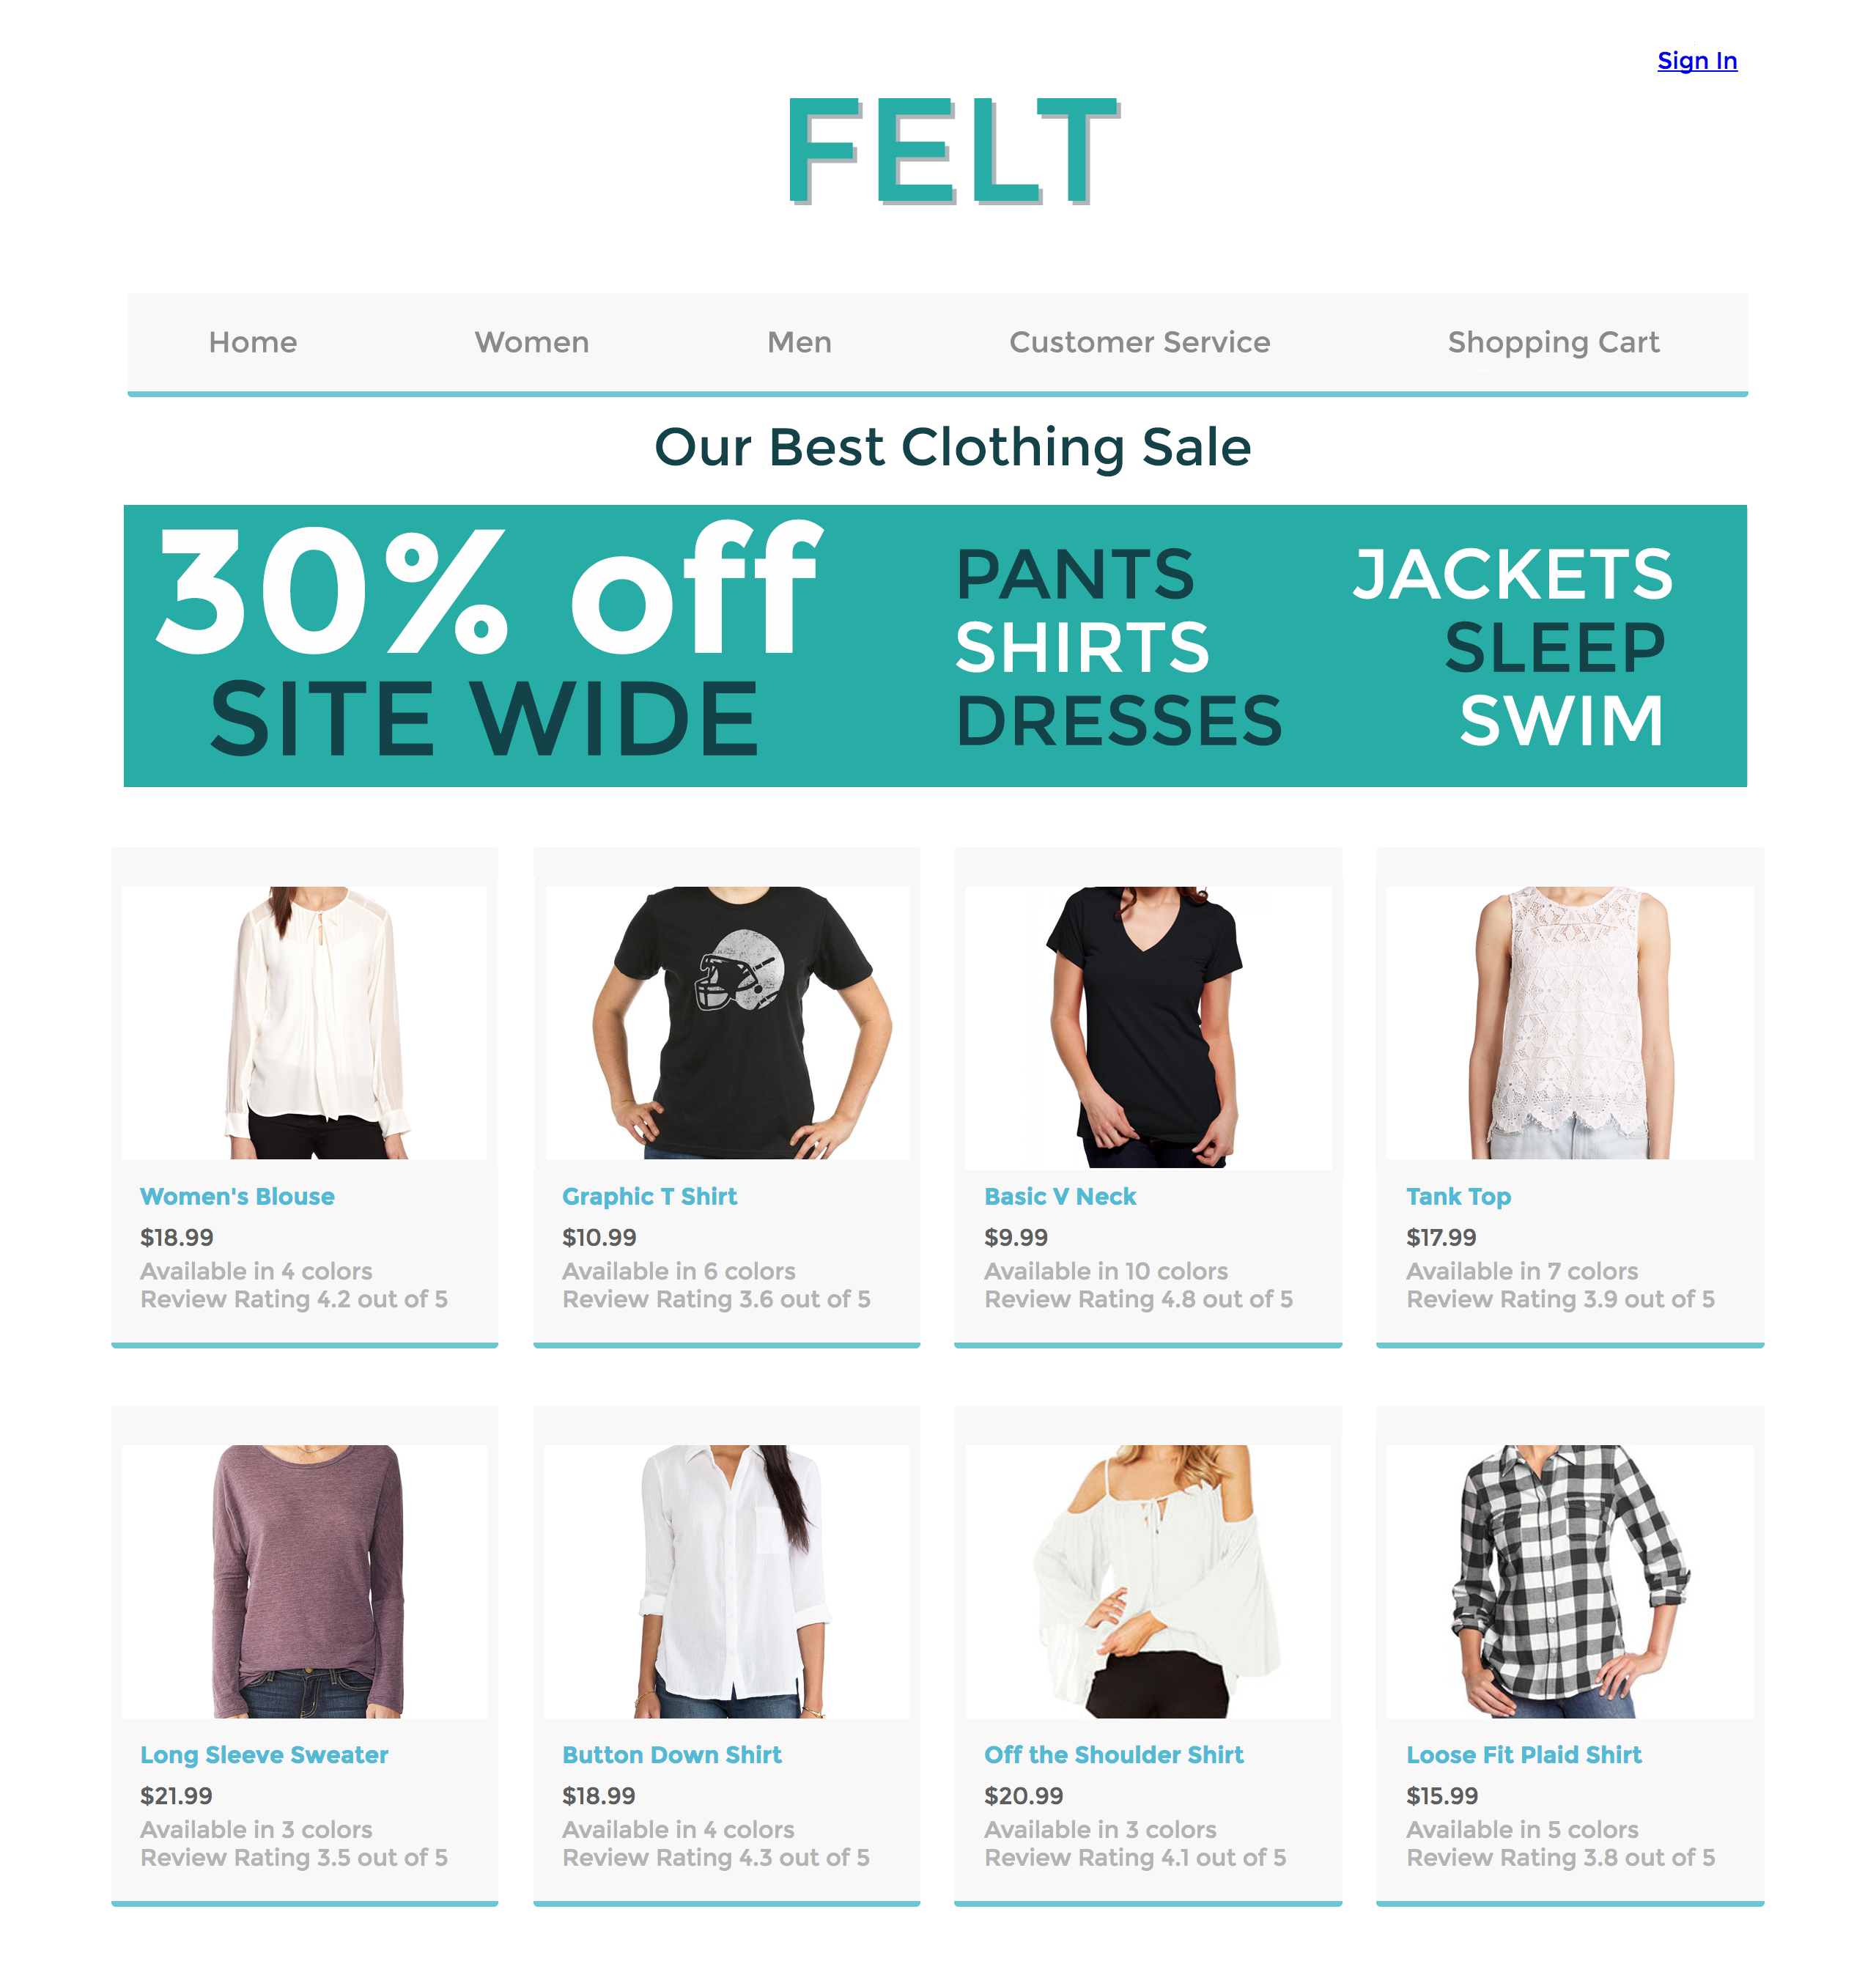 Sign In
FELT
Home Women Men Customer Service Shopping Cart
Our Best Clothing Sale
30% off
SITE WIDE
PANTS
SHIRTS
DRESSES
JACKETS
SLEEP
SWIM
Women's Blouse
$18.99
Available in 4 colors
Review Rating 4.2 out of 5
Graphic T Shirt
$10.99
Available in 6 colors
Review Rating 3.6 out of 5
Basic V Neck
$9.99
Available in 10 colors
Review Rating 4.8 out of 5
Tank Top
$17.99
Available in 7 colors
Review Rating 3.9 out of 5
Long Sleeve Sweater
$21.99
Available in 3 colors
Review Rating 3.5 out of 5
Button Down Shirt
$18.99
Available in 4 colors
Review Rating 4.3 out of 5
Off the Shoulder Shirt
$20.99
Available in 3 colors
Review Rating 4.1 out of 5
Loose Fit Plaid Shirt
$15.99
Available in 5 colors
Review Rating 3.8 out of 5